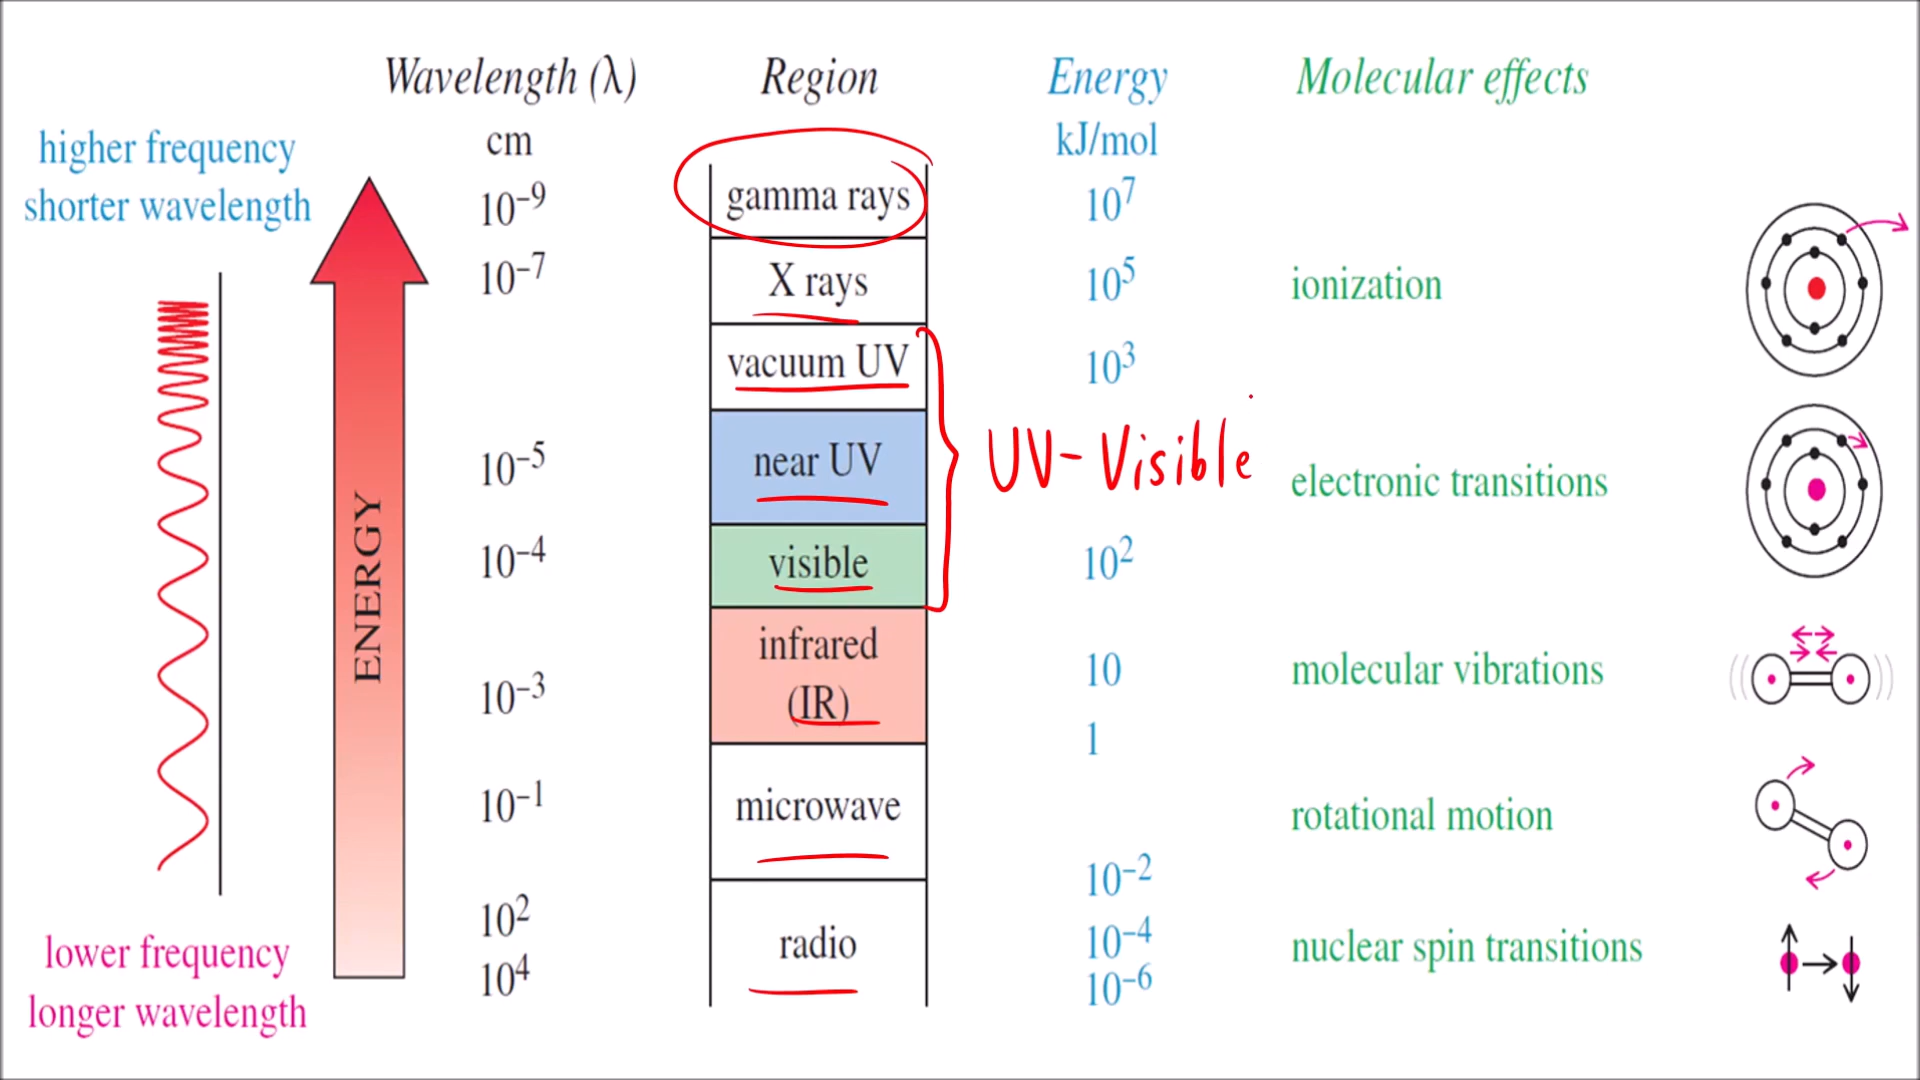 Wavelength (λ) Region Energy Molecular effects
cm kJ/mol
higher frequency
shorter wavelength
10⁻⁹ gamma rays 10⁷
10⁻⁷ X rays 10⁵ ionization
vacuum UV 10³
10⁻⁵ near UV UV-Visible electronic transitions
10⁻⁴ visible 10²
ENERGY
infrared
(IR)
10⁻³ 10 molecular vibrations
1
10⁻¹ microwave rotational motion
10⁻²
10² radio 10⁻⁴ nuclear spin transitions
10⁴ 10⁻⁶
lower frequency
longer wavelength